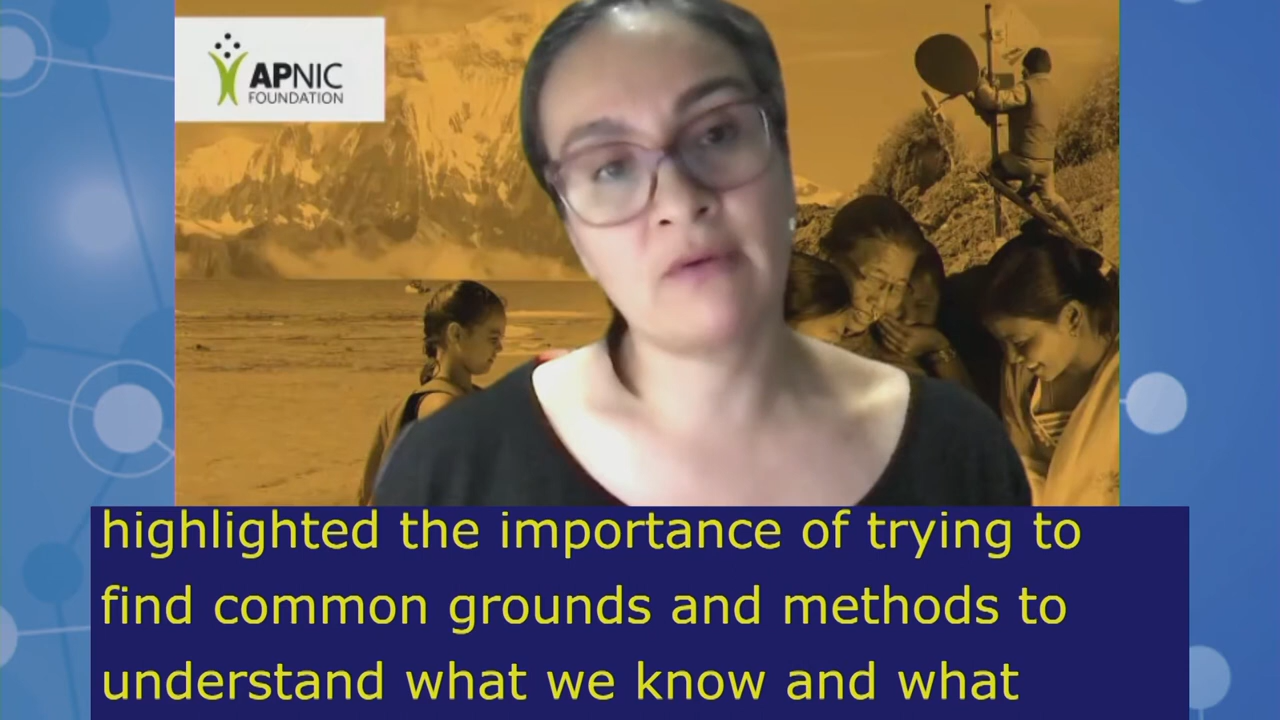 APNIC
FOUNDATION
highlighted the importance of trying to
find common grounds and methods to
understand what we know and what